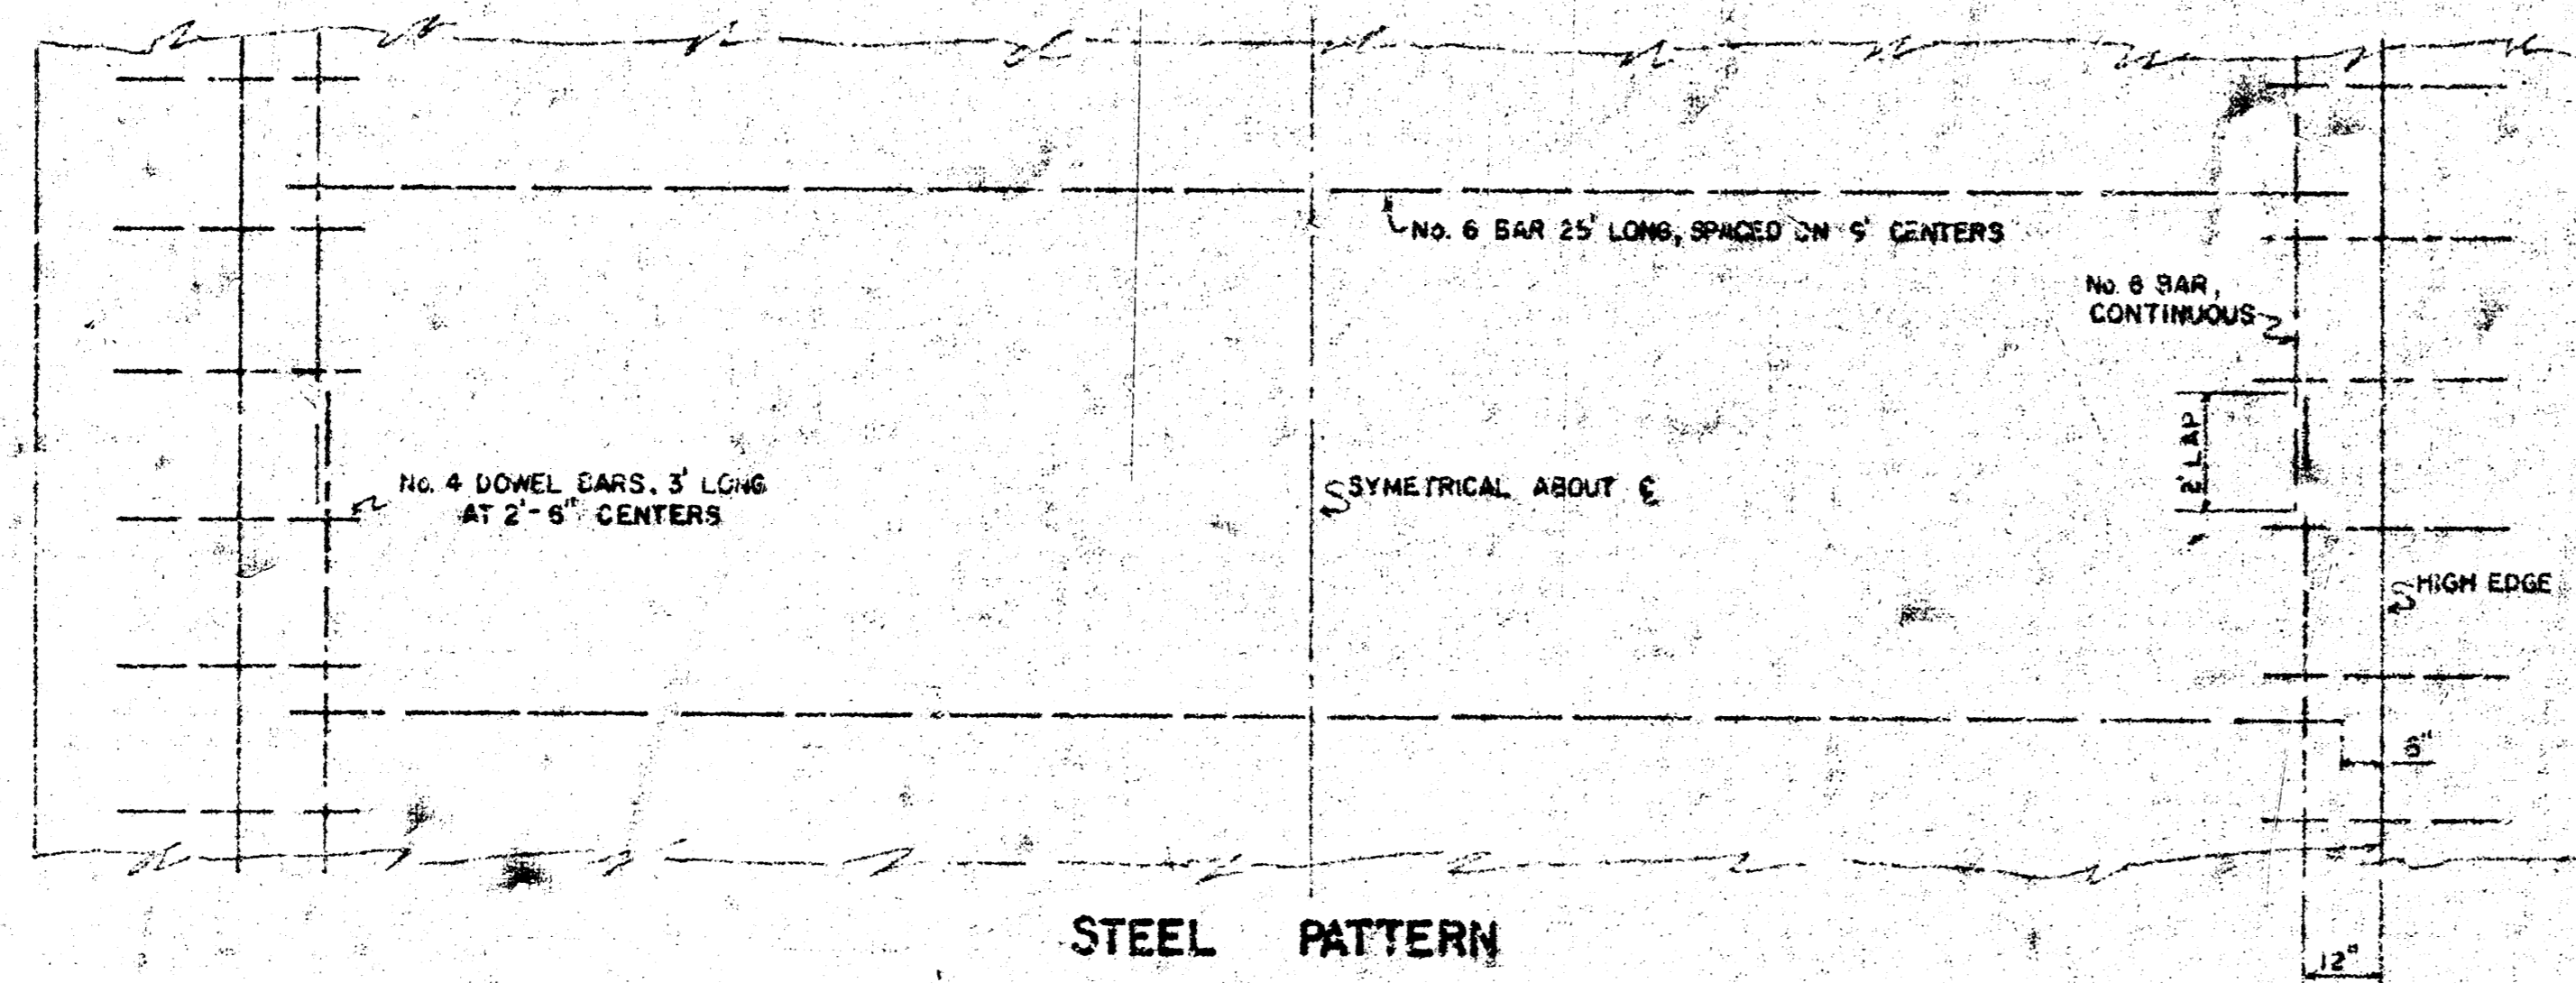 No. 6 BAR 25' LONG, SPACED ON 9' CENTERS
No. 6 BAR,
CONTINUOUS
2' LAP
No. 4 DOWEL BARS, 3' LONG
AT 2'-6" CENTERS
SYMETRICAL ABOUT ℄
HIGH EDGE
6"
STEEL PATTERN
12"